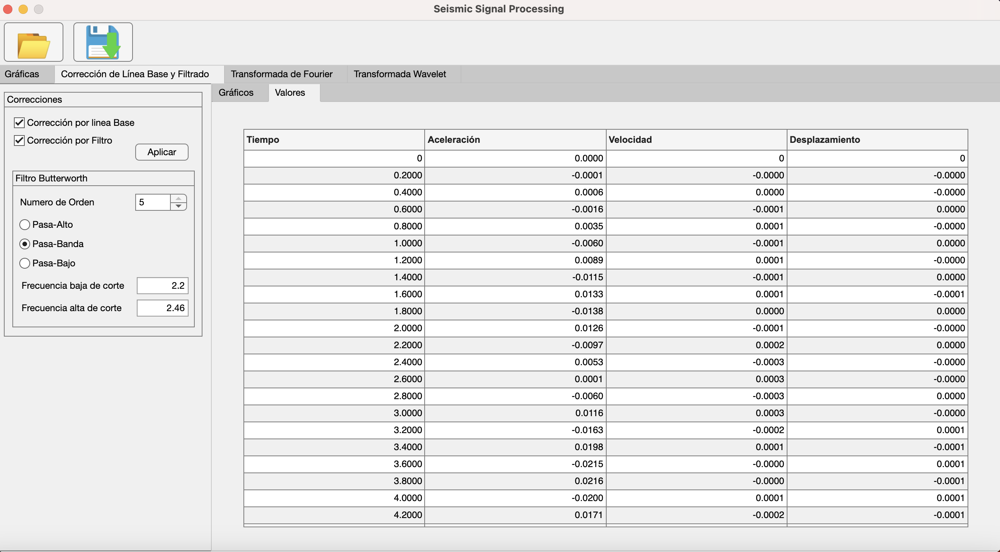 Seismic Signal Processing
Gráficas Corrección de Línea Base y Filtrado Transformada de Fourier Transformada Wavelet
Correcciones
Corrección por linea Base
Corrección por Filtro
Aplicar
Filtro Butterworth
Numero de Orden 5
Pasa-Alto
Pasa-Banda
Pasa-Bajo
Frecuencia baja de corte 2.2
Frecuencia alta de corte 2.46
Gráficos Valores
Tiempo Aceleración Velocidad Desplazamiento
0 0.0000 0 0
0.2000 -0.0001 -0.0000 -0.0000
0.4000 0.0006 0.0000 -0.0000
0.6000 -0.0016 -0.0001 0.0000
0.8000 0.0035 0.0001 -0.0000
1.0000 -0.0060 -0.0001 0.0000
1.2000 0.0089 0.0001 -0.0000
1.4000 -0.0115 -0.0001 0.0000
1.6000 0.0133 0.0001 -0.0001
1.8000 -0.0138 0.0000 0.0000
2.0000 0.0126 -0.0001 -0.0000
2.2000 -0.0097 0.0002 0.0000
2.4000 0.0053 -0.0003 -0.0000
2.6000 0.0001 0.0003 -0.0000
2.8000 -0.0060 -0.0003 0.0000
3.0000 0.0116 0.0003 -0.0000
3.2000 -0.0163 -0.0002 0.0001
3.4000 0.0198 0.0001 -0.0001
3.6000 -0.0215 -0.0000 0.0001
3.8000 0.0216 -0.0000 -0.0001
4.0000 -0.0200 0.0001 0.0001
4.2000 0.0171 -0.0002 -0.0001